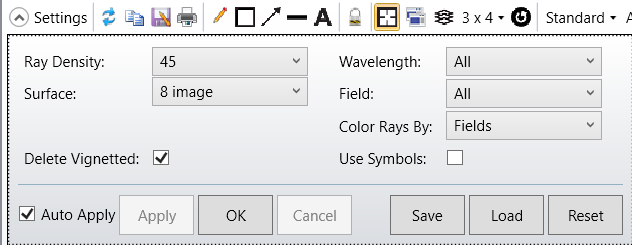 Settings A 3 x 4 Standard
Ray Density: 45 Wavelength: All
Surface: 8 image Field: All
Color Rays By: Fields
Delete Vignetted: Use Symbols:
Auto Apply Apply OK Cancel Save Load Reset